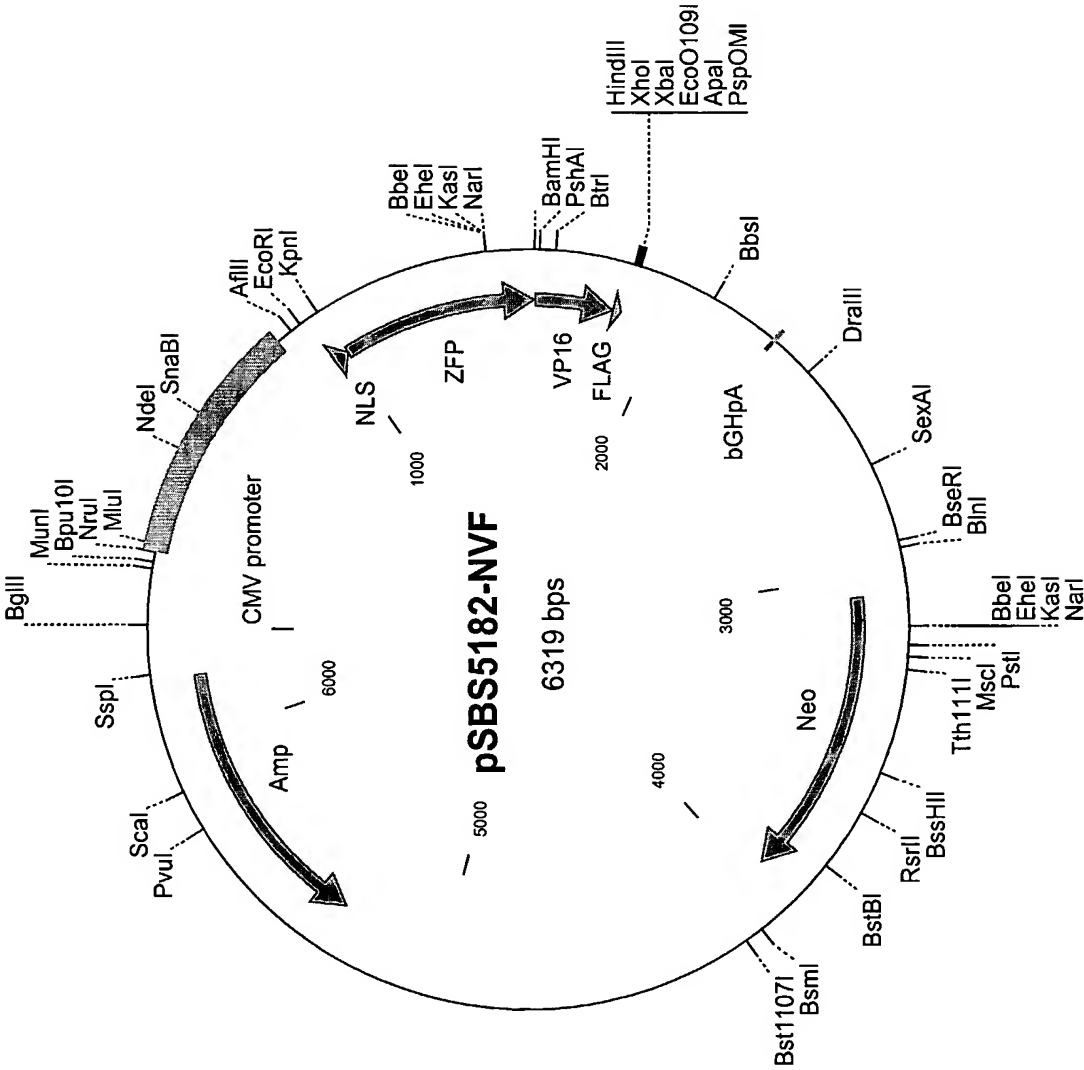 BglII
MunI
Bpu10I
NruI
MluI
NdeI
SnaBI
AflII
EcoRI
KpnI
BbeI
EheI
KasI
NarI
BamHI
PshAI
BtrI
HindIII
XhoI
XbaI
EcoO109I
ApaI
PspOMI
BbsI
DraIII
SexAI
BseRI
BlnI
BbeI
EheI
KasI
NarI
PstI
MscI
Tth111I
BssHII
RsrII
BstBI
BsmI
Bst1107I
PvuI
ScaI
SspI
CMV promoter
NLS
ZFP
VP16
FLAG
bGHpA
Neo
Amp
1000
2000
3000
4000
5000
6000
pSBS5182-NVF
6319 bps